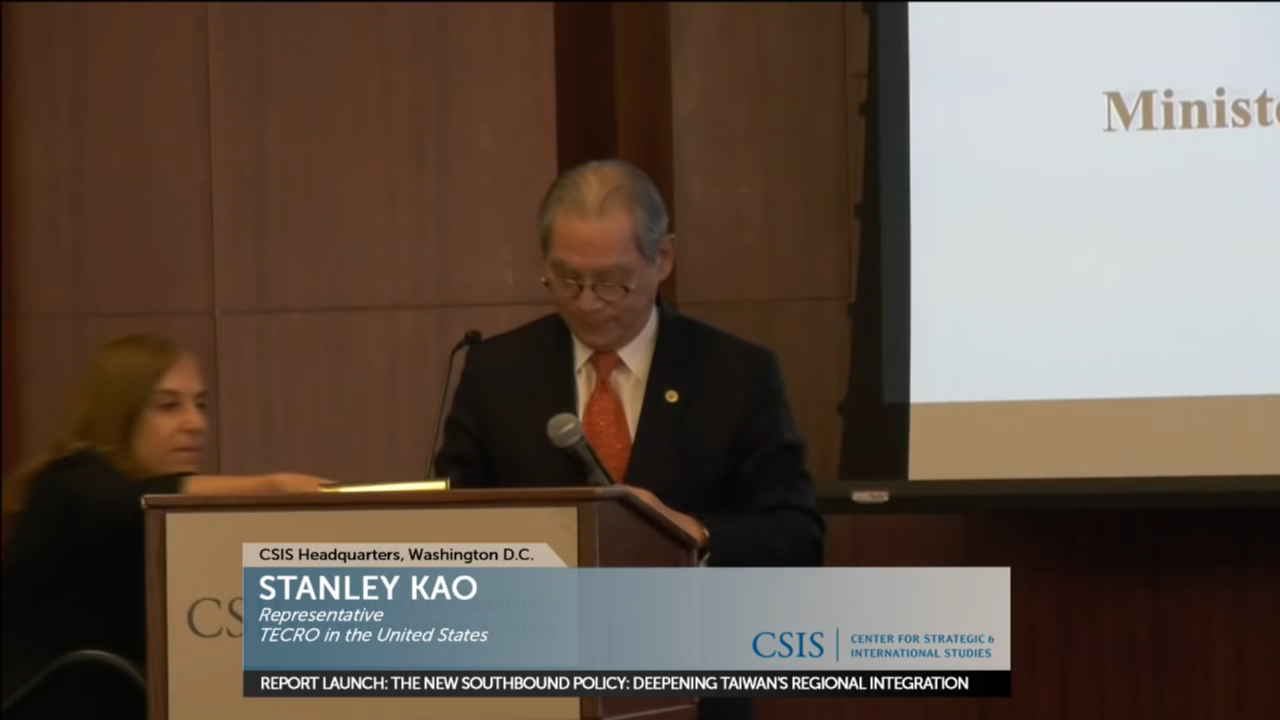 Ministe
CSIS Headquarters, Washington D.C.
STANLEY KAO
Representative
TECRO in the United States
CS
CSIS
CENTER FOR STRATEGIC &
INTERNATIONAL STUDIES
REPORT LAUNCH: THE NEW SOUTHBOUND POLICY: DEEPENING TAIWAN'S REGIONAL INTEGRATION